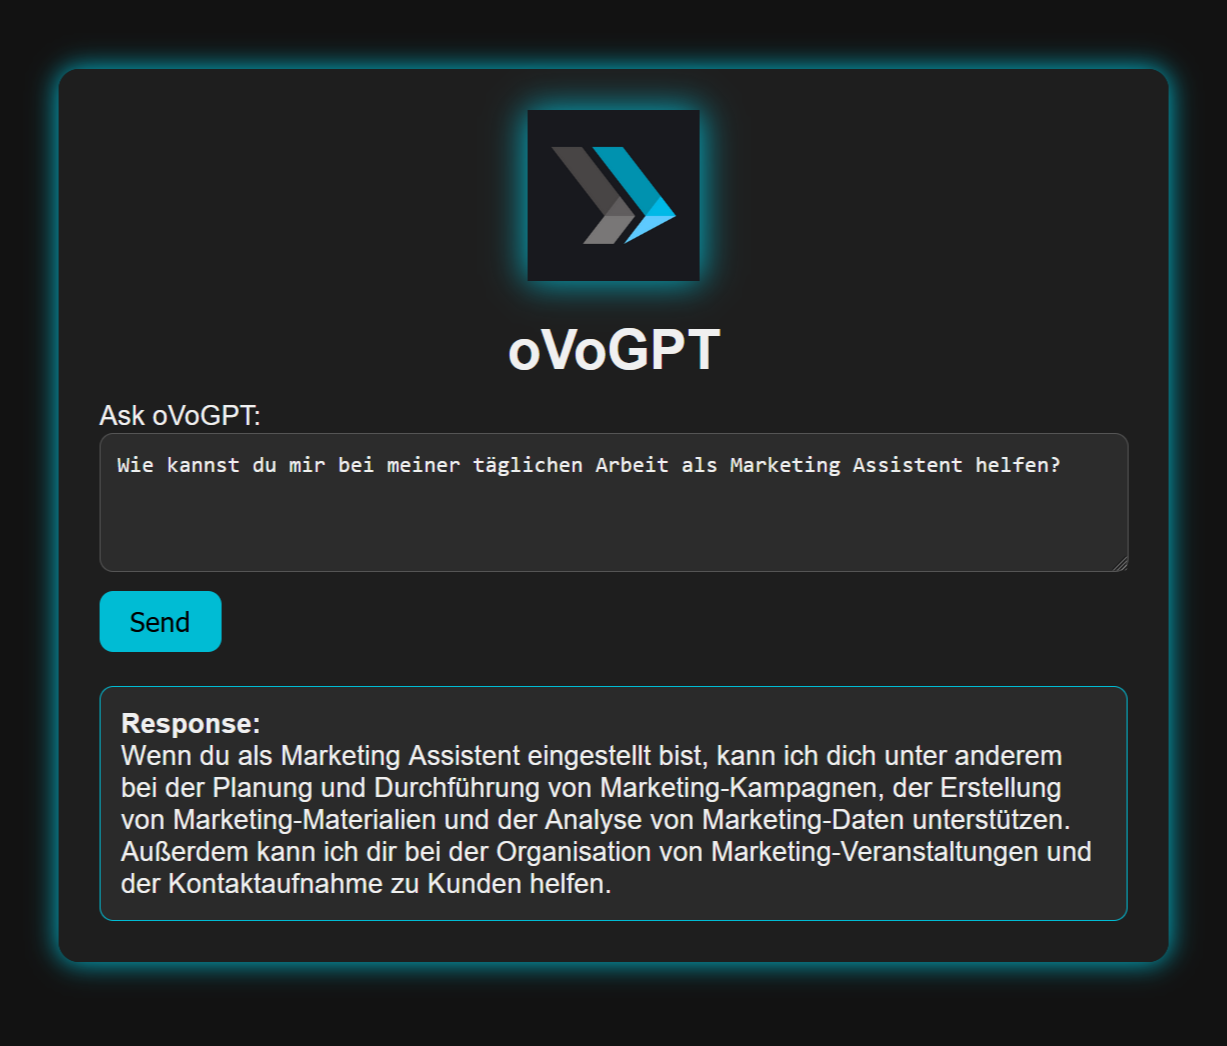 oVoGPT
Ask oVoGPT:
Wie kannst du mir bei meiner täglichen Arbeit als Marketing Assistent helfen?
Send
Response:
Wenn du als Marketing Assistent eingestellt bist, kann ich dich unter anderem
bei der Planung und Durchführung von Marketing-Kampagnen, der Erstellung
von Marketing-Materialien und der Analyse von Marketing-Daten unterstützen.
Außerdem kann ich dir bei der Organisation von Marketing-Veranstaltungen und
der Kontaktaufnahme zu Kunden helfen.